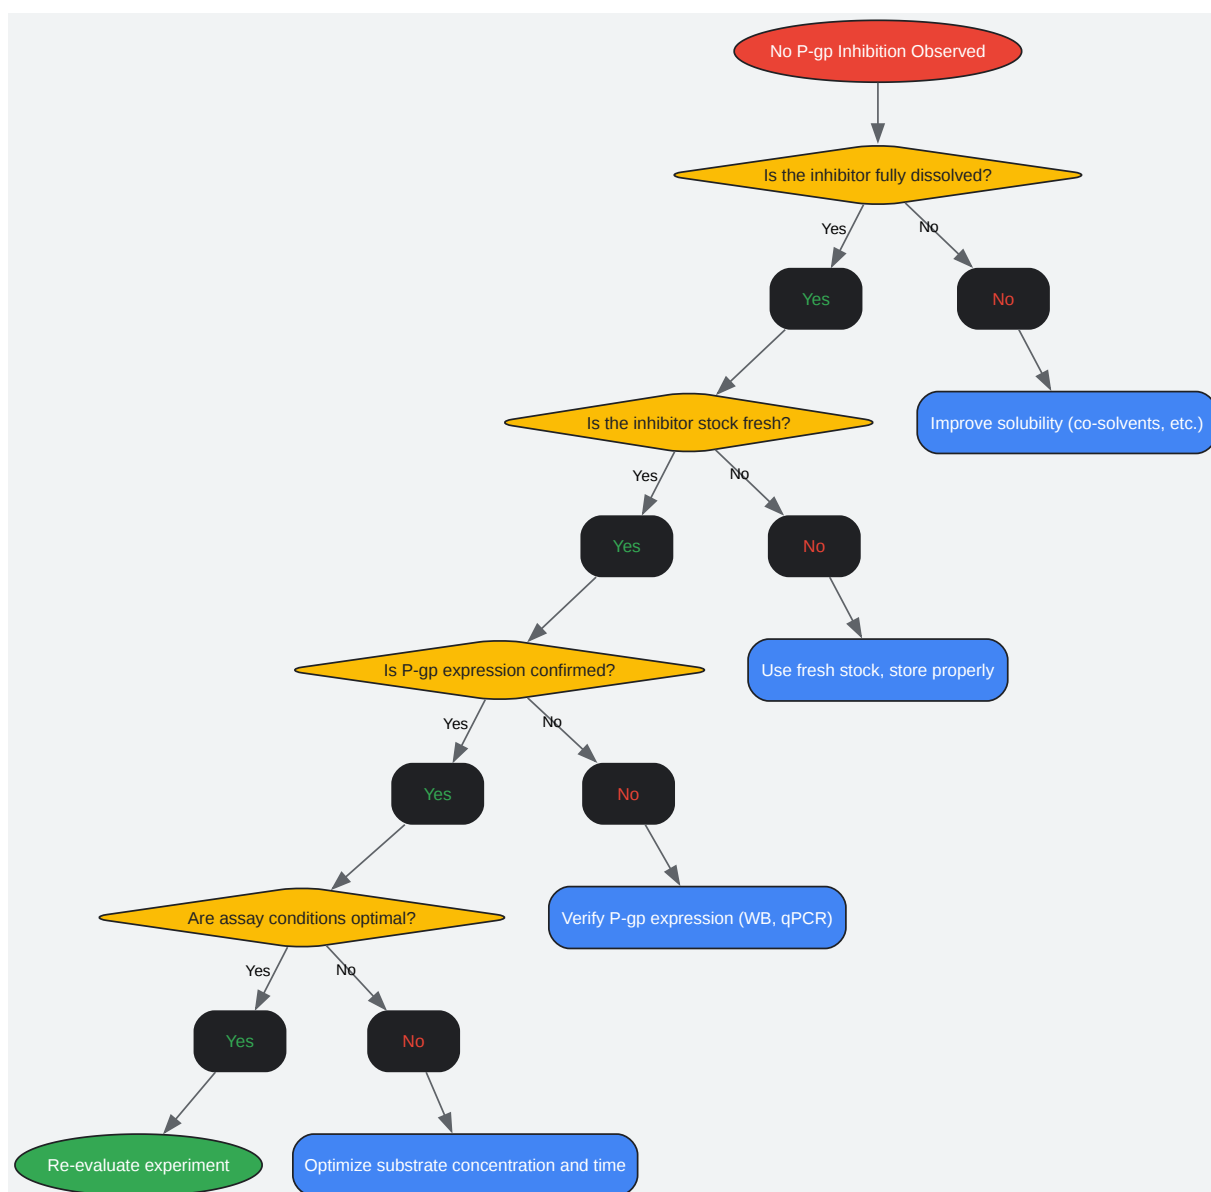 No P-gp Inhibition Observed
Is the inhibitor fully dissolved?
Yes
No
Yes
No
Is the inhibitor stock fresh?
Improve solubility (co-solvents, etc.)
Yes
No
Yes
No
Is P-gp expression confirmed?
Use fresh stock, store properly
Yes
No
Yes
No
Are assay conditions optimal?
Verify P-gp expression (WB, qPCR)
Yes
No
Yes
No
Re-evaluate experiment
Optimize substrate concentration and time